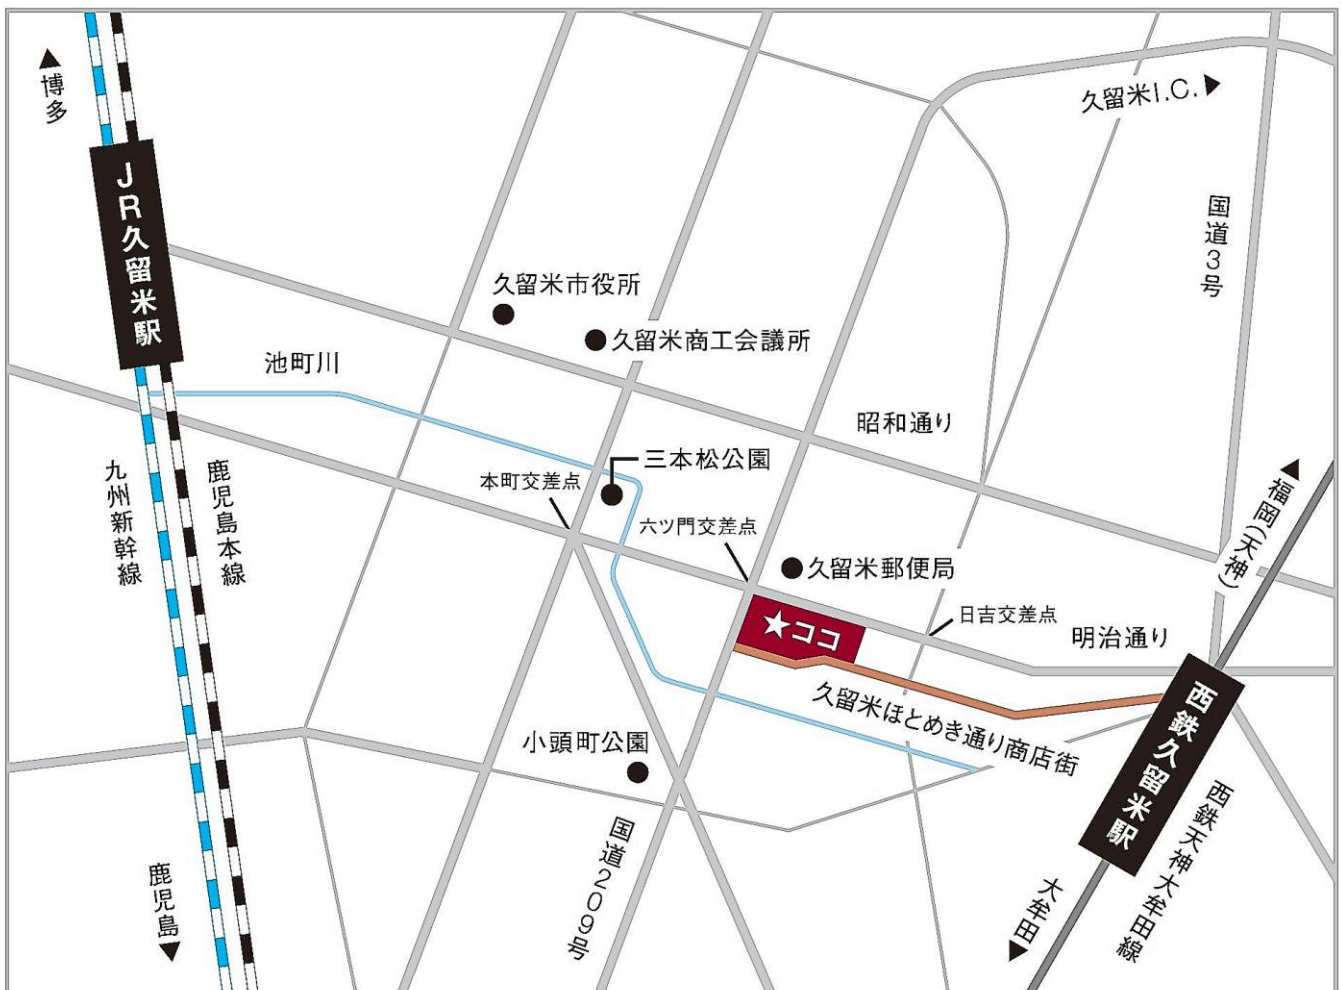 博多
久留米I.C.
JR久留米駅
国道3号
久留米市役所
久留米商工会議所
池町川
昭和通り
三本松公園
本町交差点
九州新幹線
鹿児島本線
六ツ門交差点
福岡(天神)
久留米郵便局
日吉交差点
★ココ
明治通り
久留米ほとめき通り商店街
西鉄久留米駅
小頭町公園
国道209号
西鉄天神大牟田線
鹿児島
大牟田